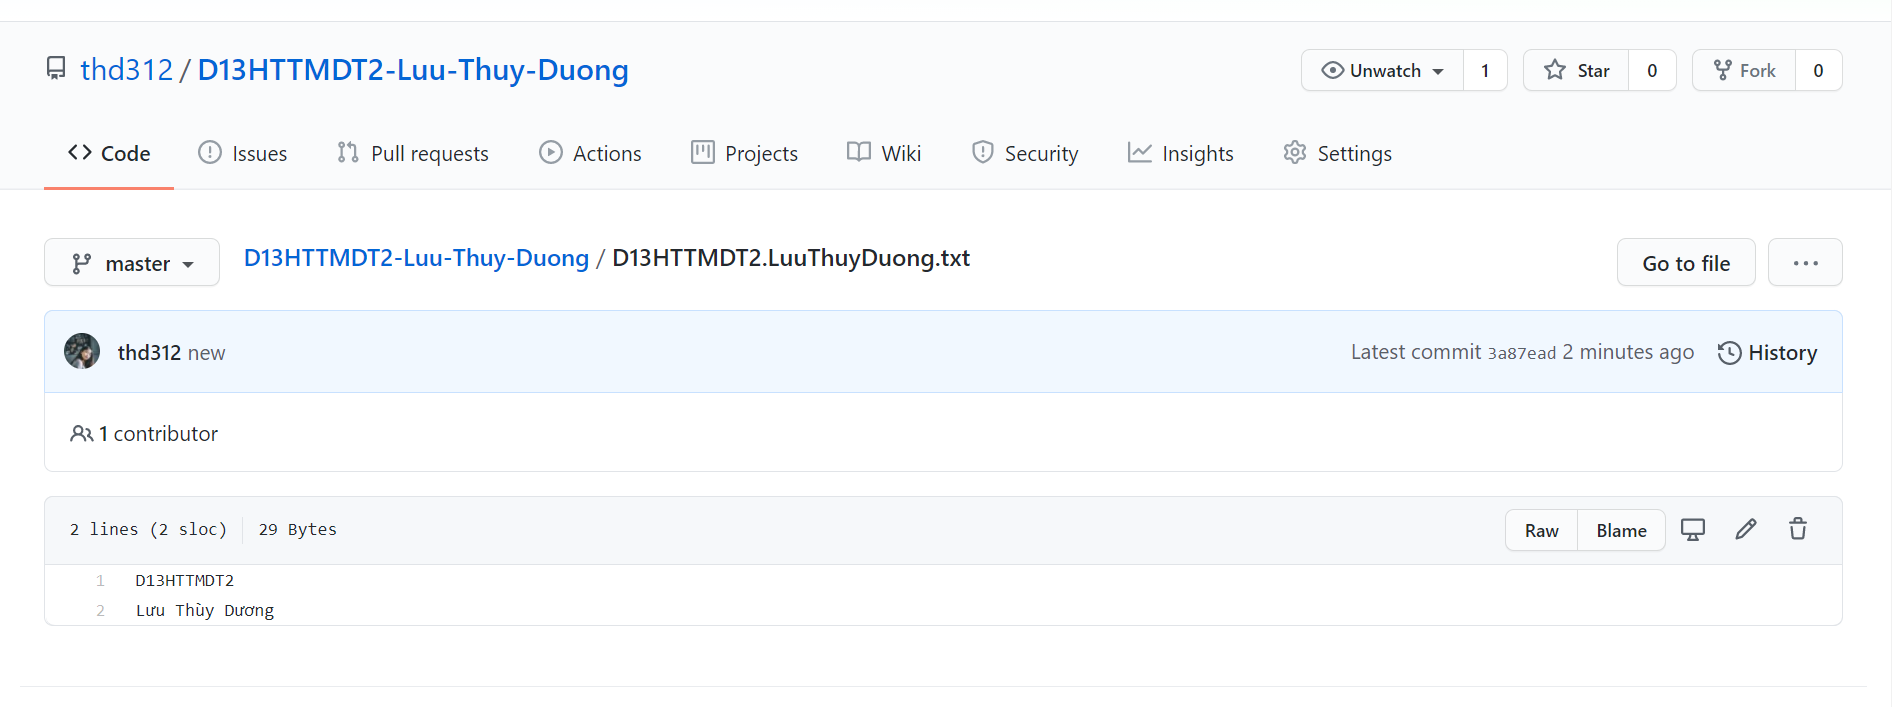 thd312 / D13HTTMDT2-Luu-Thuy-Duong
Unwatch 1
Star 0
Fork 0
Code Issues Pull requests Actions Projects Wiki Security Insights Settings
master
D13HTTMDT2-Luu-Thuy-Duong / D13HTTMDT2.LuuThuyDuong.txt
Go to file
thd312 new
Latest commit 3a87ead 2 minutes ago
History
1 contributor
2 lines (2 sloc) 29 Bytes
Raw Blame
1 D13HTTMDT2
2 Lưu Thùy Dương